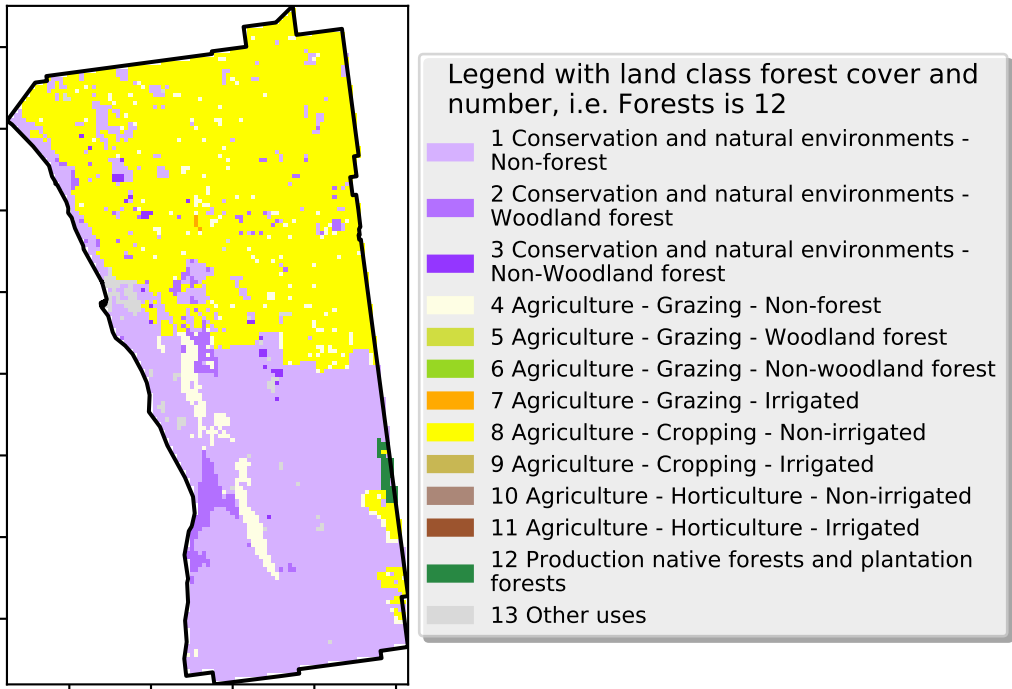 Legend with land class forest cover and
number, i.e. Forests is 12
1 Conservation and natural environments -
Non-forest
2 Conservation and natural environments -
Woodland forest
3 Conservation and natural environments -
Non-Woodland forest
4 Agriculture - Grazing - Non-forest
5 Agriculture - Grazing - Woodland forest
6 Agriculture - Grazing - Non-woodland forest
7 Agriculture - Grazing - Irrigated
8 Agriculture - Cropping - Non-irrigated
9 Agriculture - Cropping - Irrigated
10 Agriculture - Horticulture - Non-irrigated
11 Agriculture - Horticulture - Irrigated
12 Production native forests and plantation
forests
13 Other uses